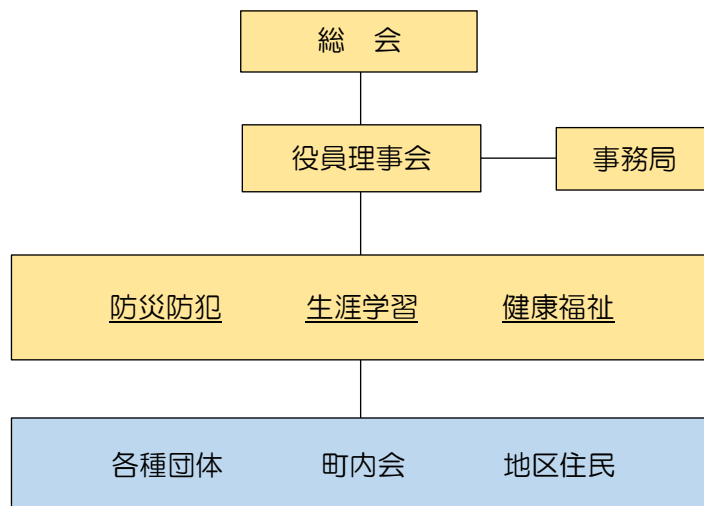 総　会
役員理事会　事務局
防災防犯　生涯学習　健康福祉
各種団体　町内会　地区住民